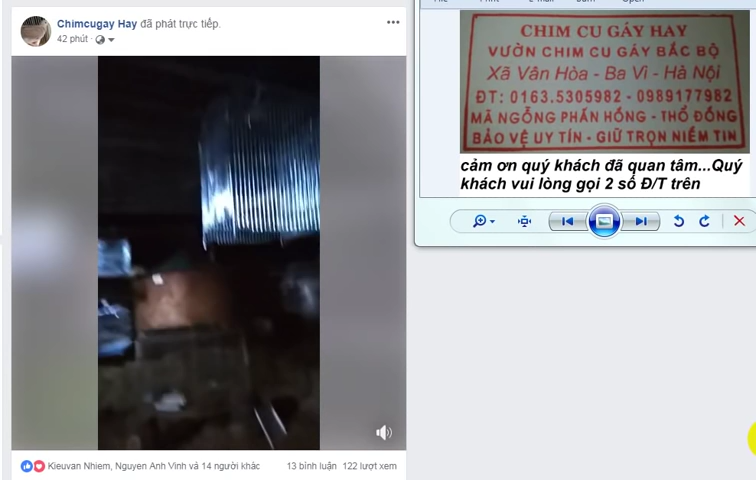 Chimcugay Hay đã phát trực tiếp.
42 phút ·
CHIM CU GÁY HAY
VƯỜN CHIM CU GÁY BẮC BỘ
Xã Vân Hòa - Ba Vì - Hà Nội
ĐT: 0163.5305982 - 0989177982
MÃ NGỖNG PHẤN HỒNG - THỔ ĐỒNG
BẢO VỆ UY TÍN - GIỮ TRỌN NIỀM TIN
cảm ơn quý khách đã quan tâm...Quý
khách vui lòng gọi 2 số Đ/T trên
Kieuvan Nhiem, Nguyen Anh Vinh và 14 người khác
13 bình luận 122 lượt xem